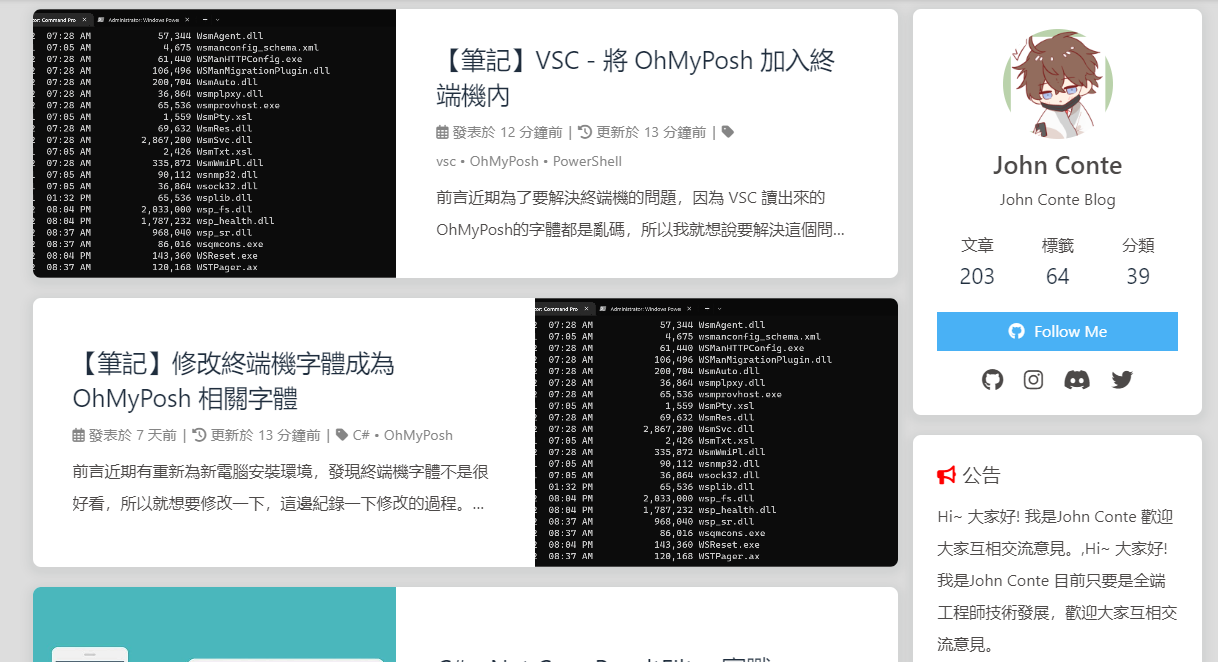 tor: Command Pro × Administrator: Windows Powe ×
07:28 AM 57,344 WsmAgent.dll
07:05 AM 4,675 wsmanconfig_schema.xml
07:28 AM 61,440 WSManHTTPConfig.exe
07:28 AM 106,496 WSManMigrationPlugin.dll
07:28 AM 200,704 WsmAuto.dll
07:28 AM 36,864 wsmplpxy.dll
07:28 AM 65,536 wsmprovhost.exe
07:05 AM 1,559 WsmPty.xsl
07:28 AM 69,632 WsmRes.dll
07:28 AM 2,867,200 WsmSvc.dll
07:05 AM 2,426 WsmTxt.xsl
07:28 AM 335,872 WsmWmiPl.dll
07:05 AM 90,112 wsnmp32.dll
07:05 AM 36,864 wsock32.dll
01:32 PM 65,536 wsplib.dll
08:04 PM 2,033,000 wsp_fs.dll
08:04 PM 1,787,232 wsp_health.dll
08:37 AM 968,040 wsp_sr.dll
08:37 AM 86,016 wsqmcons.exe
08:04 PM 143,360 WSReset.exe
08:37 AM 120,168 WSTPager.ax
【筆記】VSC - 將 OhMyPosh 加入終
端機內
發表於 12 分鐘前 | 更新於 13 分鐘前 |
vsc • OhMyPosh • PowerShell
前言近期為了要解決終端機的問題，因為 VSC 讀出來的
OhMyPosh的字體都是亂碼，所以我就想說要解決這個問...
【筆記】修改終端機字體成為
OhMyPosh 相關字體
發表於 7 天前 | 更新於 13 分鐘前 | C# • OhMyPosh
前言近期有重新為新電腦安裝環境，發現終端機字體不是很
好看，所以就想要修改一下，這邊紀錄一下修改的過程。...
tor: Command Pro × Administrator: Windows Powe ×
07:28 AM 57,344 WsmAgent.dll
07:05 AM 4,675 wsmanconfig_schema.xml
07:28 AM 61,440 WSManHTTPConfig.exe
07:28 AM 106,496 WSManMigrationPlugin.dll
07:28 AM 200,704 WsmAuto.dll
07:28 AM 36,864 wsmplpxy.dll
07:28 AM 65,536 wsmprovhost.exe
07:05 AM 1,559 WsmPty.xsl
07:28 AM 69,632 WsmRes.dll
07:28 AM 2,867,200 WsmSvc.dll
07:05 AM 2,426 WsmTxt.xsl
07:28 AM 335,872 WsmWmiPl.dll
07:05 AM 90,112 wsnmp32.dll
07:05 AM 36,864 wsock32.dll
01:32 PM 65,536 wsplib.dll
08:04 PM 2,033,000 wsp_fs.dll
08:04 PM 1,787,232 wsp_health.dll
08:37 AM 968,040 wsp_sr.dll
08:37 AM 86,016 wsqmcons.exe
08:04 PM 143,360 WSReset.exe
08:37 AM 120,168 WSTPager.ax
John Conte
John Conte Blog
文章 標籤 分類
203 64 39
Follow Me
公告
Hi~ 大家好! 我是John Conte 歡迎
大家互相交流意見。,Hi~ 大家好!
我是John Conte 目前只要是全端
工程師技術發展，歡迎大家互相交
流意見。